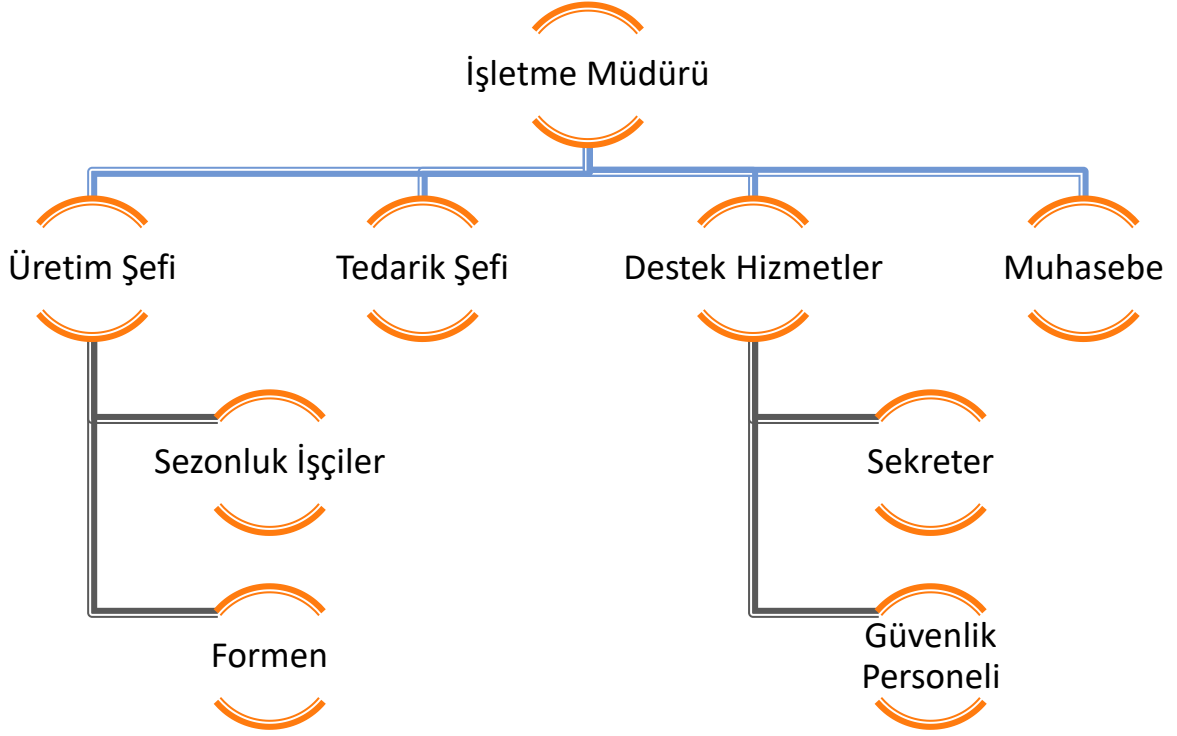 İşletme Müdürü
Üretim Şefi
Tedarik Şefi
Destek Hizmetler
Muhasebe
Sezonluk İşçiler
Sekreter
Formen
Güvenlik
Personeli